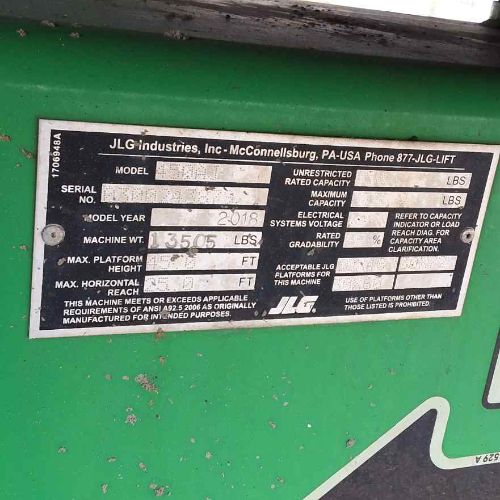 1706948A
JLG Industries, Inc - McConnellsburg, PA-USA Phone 877-JLG-LIFT
MODEL
SERIAL NO.
MODEL YEAR 2018
MACHINE WT. 13505 LBS
MAX. PLATFORM HEIGHT FT
MAX. HORIZONTAL REACH FT
THIS MACHINE MEETS OR EXCEEDS APPLICABLE
REQUIREMENTS OF ANSI A92.5 2006 AS ORIGINALLY
MANUFACTURED FOR INTENDED PURPOSES.
UNRESTRICTED RATED CAPACITY LBS
MAXIMUM CAPACITY LBS
ELECTRICAL SYSTEMS VOLTAGE
RATED GRADABILITY %
REFER TO CAPACITY
INDICATOR OR LOAD
REACH DIAG. FOR
CAPACITY AREA
CLARIFICATION.
ACCEPTABLE JLG
PLATFORMS FOR
THIS MACHINE
JLG.
USE OF PLATFORMS OTHER THAN
THOSE LISTED IS PROHIBITED.
529 A